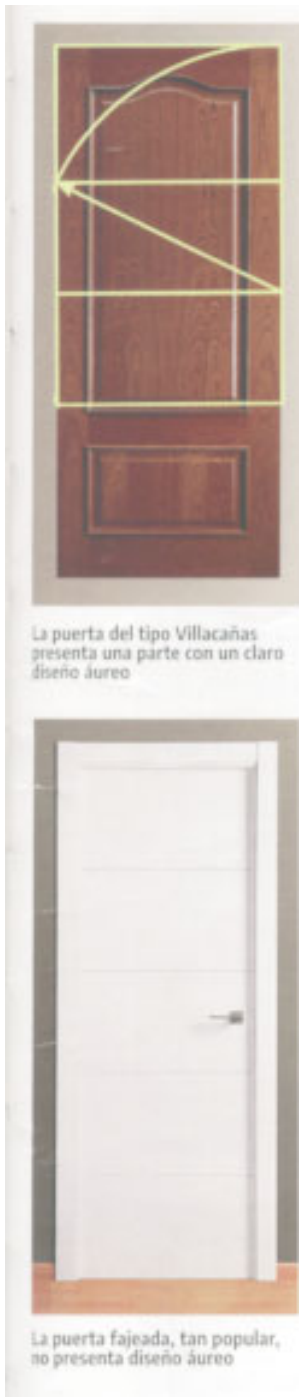 La puerta del tipo Villacañas
presenta una parte con un claro
diseño áureo
La puerta fajeada, tan popular,
no presenta diseño áureo